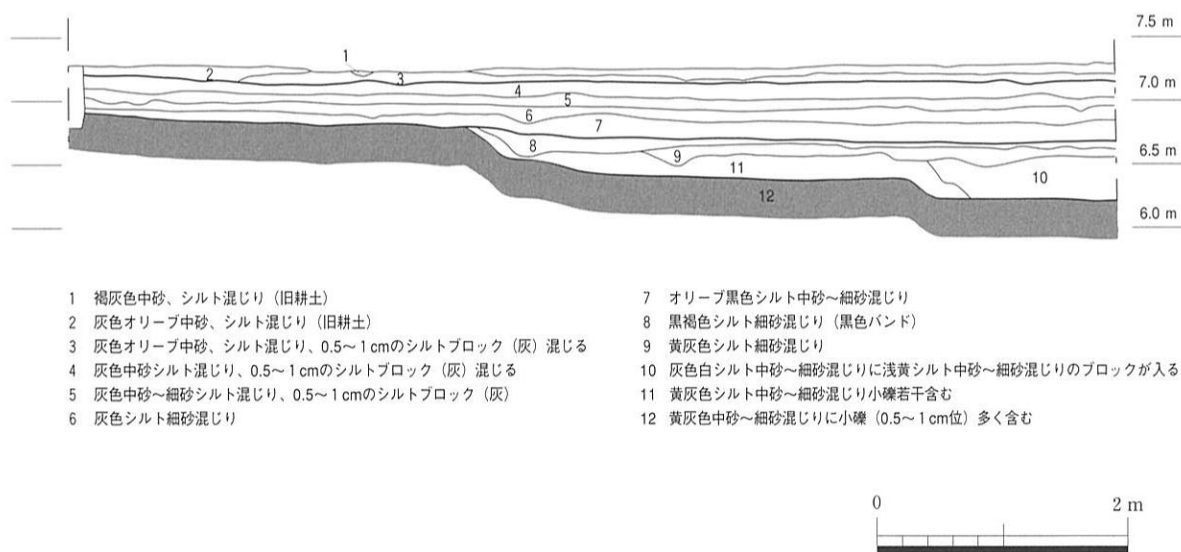 7.5 m
1
2
3
7.0 m
4
5
6
7
8
9
6.5 m
11
10
12
6.0 m
1 褐灰色中砂、シルト混じり（旧耕土）
2 灰色オリーブ中砂、シルト混じり（旧耕土）
3 灰色オリーブ中砂、シルト混じり、0.5～1cmのシルトブロック（灰）混じる
4 灰色中砂シルト混じり、0.5～1cmのシルトブロック（灰）混じる
5 灰色中砂～細砂シルト混じり、0.5～1cmのシルトブロック（灰）
6 灰色シルト細砂混じり
7 オリーブ黒色シルト中砂～細砂混じり
8 黒褐色シルト細砂混じり（黒色バンド）
9 黄灰色シルト細砂混じり
10 灰色白シルト中砂～細砂混じりに浅黄シルト中砂～細砂混じりのブロックが入る
11 黄灰色シルト中砂～細砂混じり小礫若干含む
12 黄灰色中砂～細砂混じりに小礫（0.5～1cm位）多く含む
0 2 m